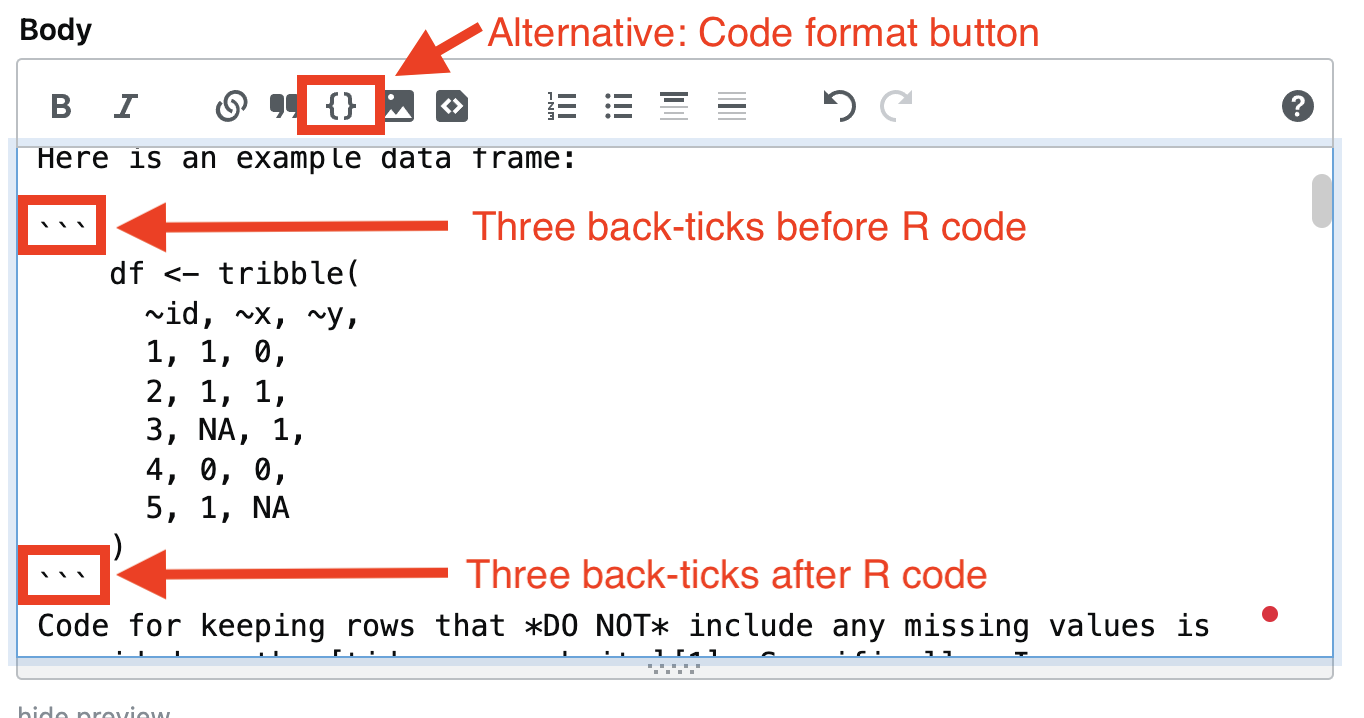 Body
Alternative: Code format button
B I {}
Here is an example data frame:
```
Three back-ticks before R code
df <- tribble(
~id, ~x, ~y,
1, 1, 0,
2, 1, 1,
3, NA, 1,
4, 0, 0,
5, 1, NA
)
```
Three back-ticks after R code
Code for keeping rows that *DO NOT* include any missing values is
hide preview